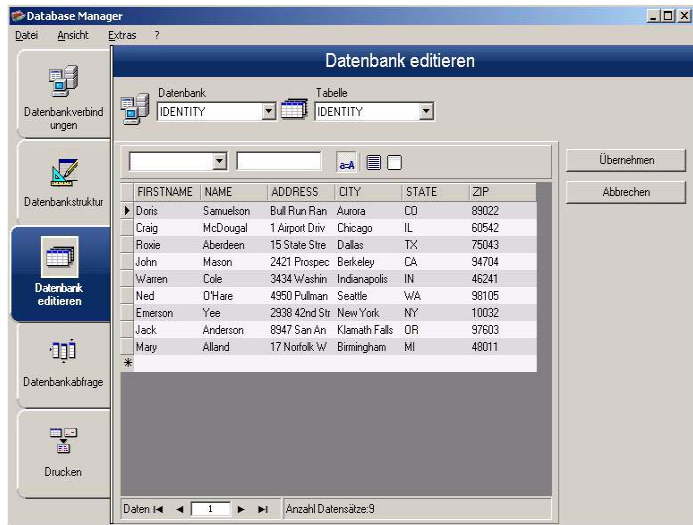 Database Manager
Datei Ansicht Extras ?
Datenbank editieren
Datenbankverbind
ungen
Datenbank
IDENTITY
Tabelle
IDENTITY
a=A
Übernehmen
Abbrechen
Datenbankstruktur
Datenbank
editieren
Datenbankabfrage
Drucken
FIRSTNAME NAME ADDRESS CITY STATE ZIP
Doris Samuelson Bull Run Ran Aurora CO 89022
Craig McDougal 1 Airport Driv Chicago IL 60542
Roxie Aberdeen 15 State Stre Dallas TX 75043
John Mason 2421 Prospec Berkeley CA 94704
Warren Cole 3434 Washin Indianapolis IN 46241
Ned O'Hare 4950 Pullman Seattle WA 98105
Emerson Yee 2938 42nd Str New York NY 10032
Jack Anderson 8947 San An Klamath Falls OR 97603
Mary Alland 17 Norfolk W Birmingham MI 48011
Daten 1 Anzahl Datensätze:9